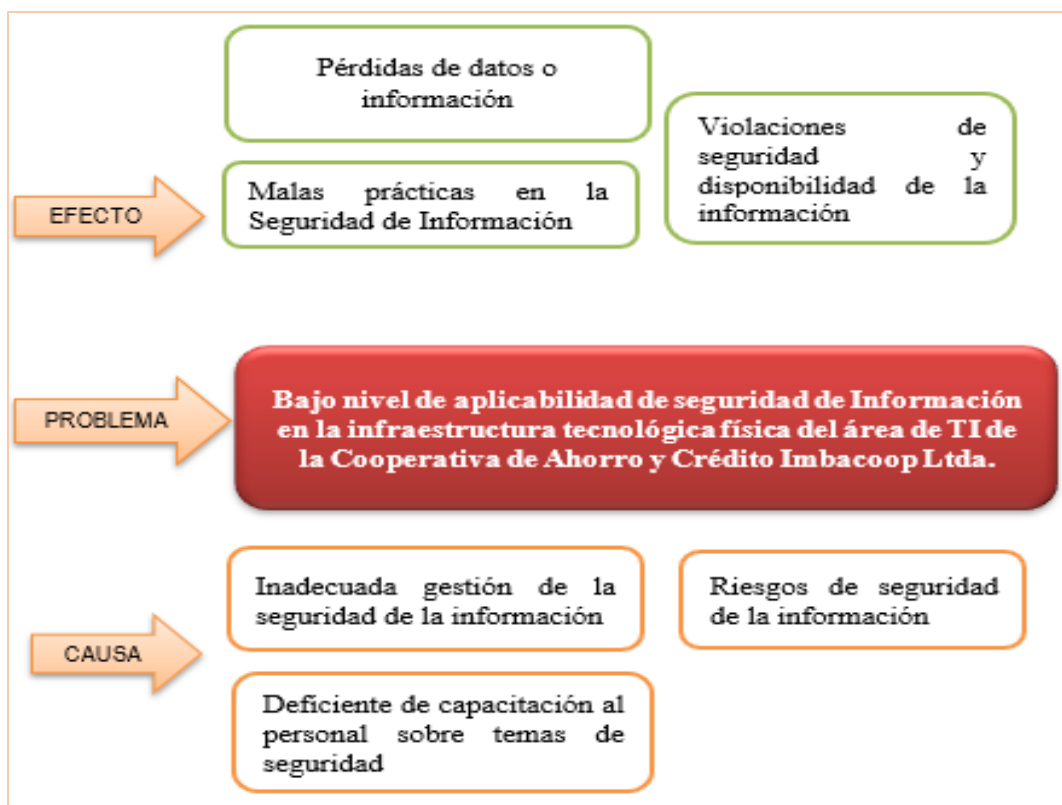 Pérdidas de datos o
información
Violaciones de
seguridad y
disponibilidad de la
información
EFECTO
Malas prácticas en la
Seguridad de Información
PROBLEMA
Bajo nivel de aplicabilidad de seguridad de Información
en la infraestructura tecnológica física del área de TI de
la Cooperativa de Ahorro y Crédito Imbacoop Ltda.
Inadecuada gestión de la
seguridad de la información
Riesgos de seguridad
de la información
CAUSA
Deficiente de capacitación al
personal sobre temas de
seguridad